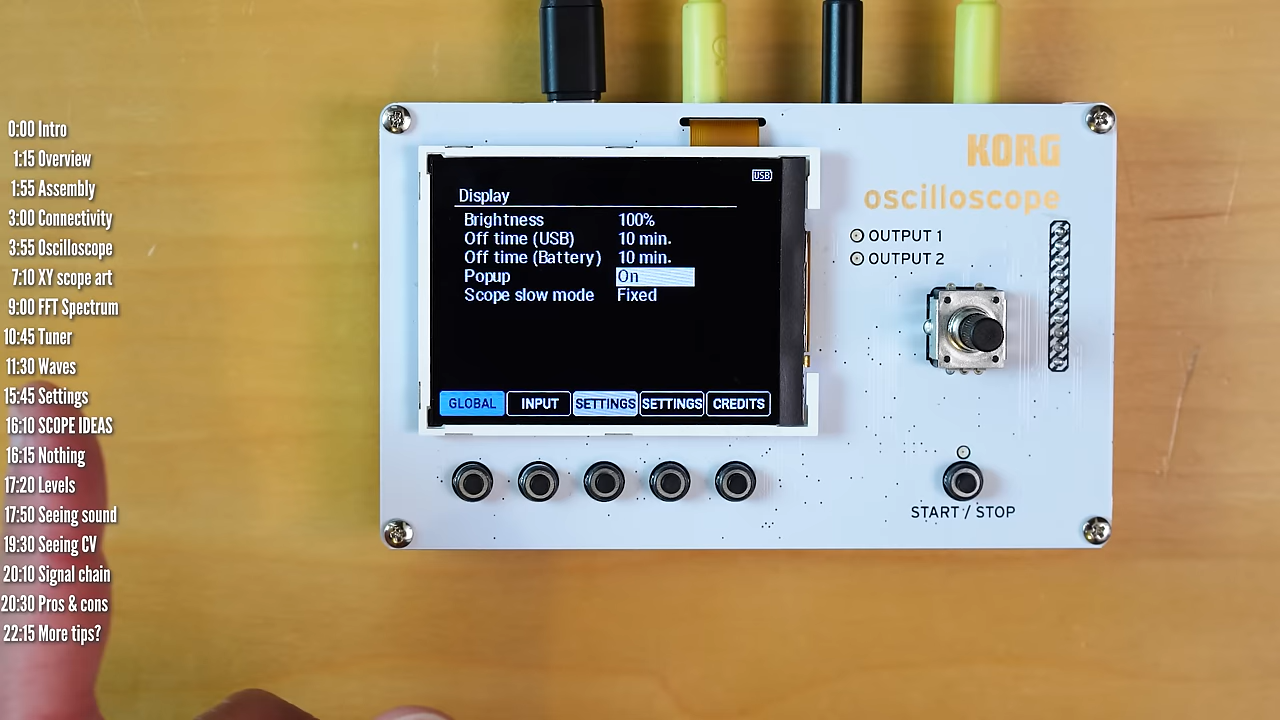 0:00 Intro
1:15 Overview
1:55 Assembly
3:00 Connectivity
3:55 Oscilloscope
7:10 XY scope art
9:00 FFT Spectrum
10:45 Tuner
11:30 Waves
15:45 Settings
16:10 SCOPE IDEAS
16:15 Nothing
17:20 Levels
17:50 Seeing sound
19:30 Seeing CV
20:10 Signal chain
20:30 Pros & cons
22:15 More tips?
USB
Display
Brightness 100%
Off time (USB) 10 min.
Off time (Battery) 10 min.
Popup On
Scope slow mode Fixed
GLOBAL INPUT SETTINGS SETTINGS CREDITS
KORG
oscilloscope
OUTPUT 1
OUTPUT 2
START / STOP